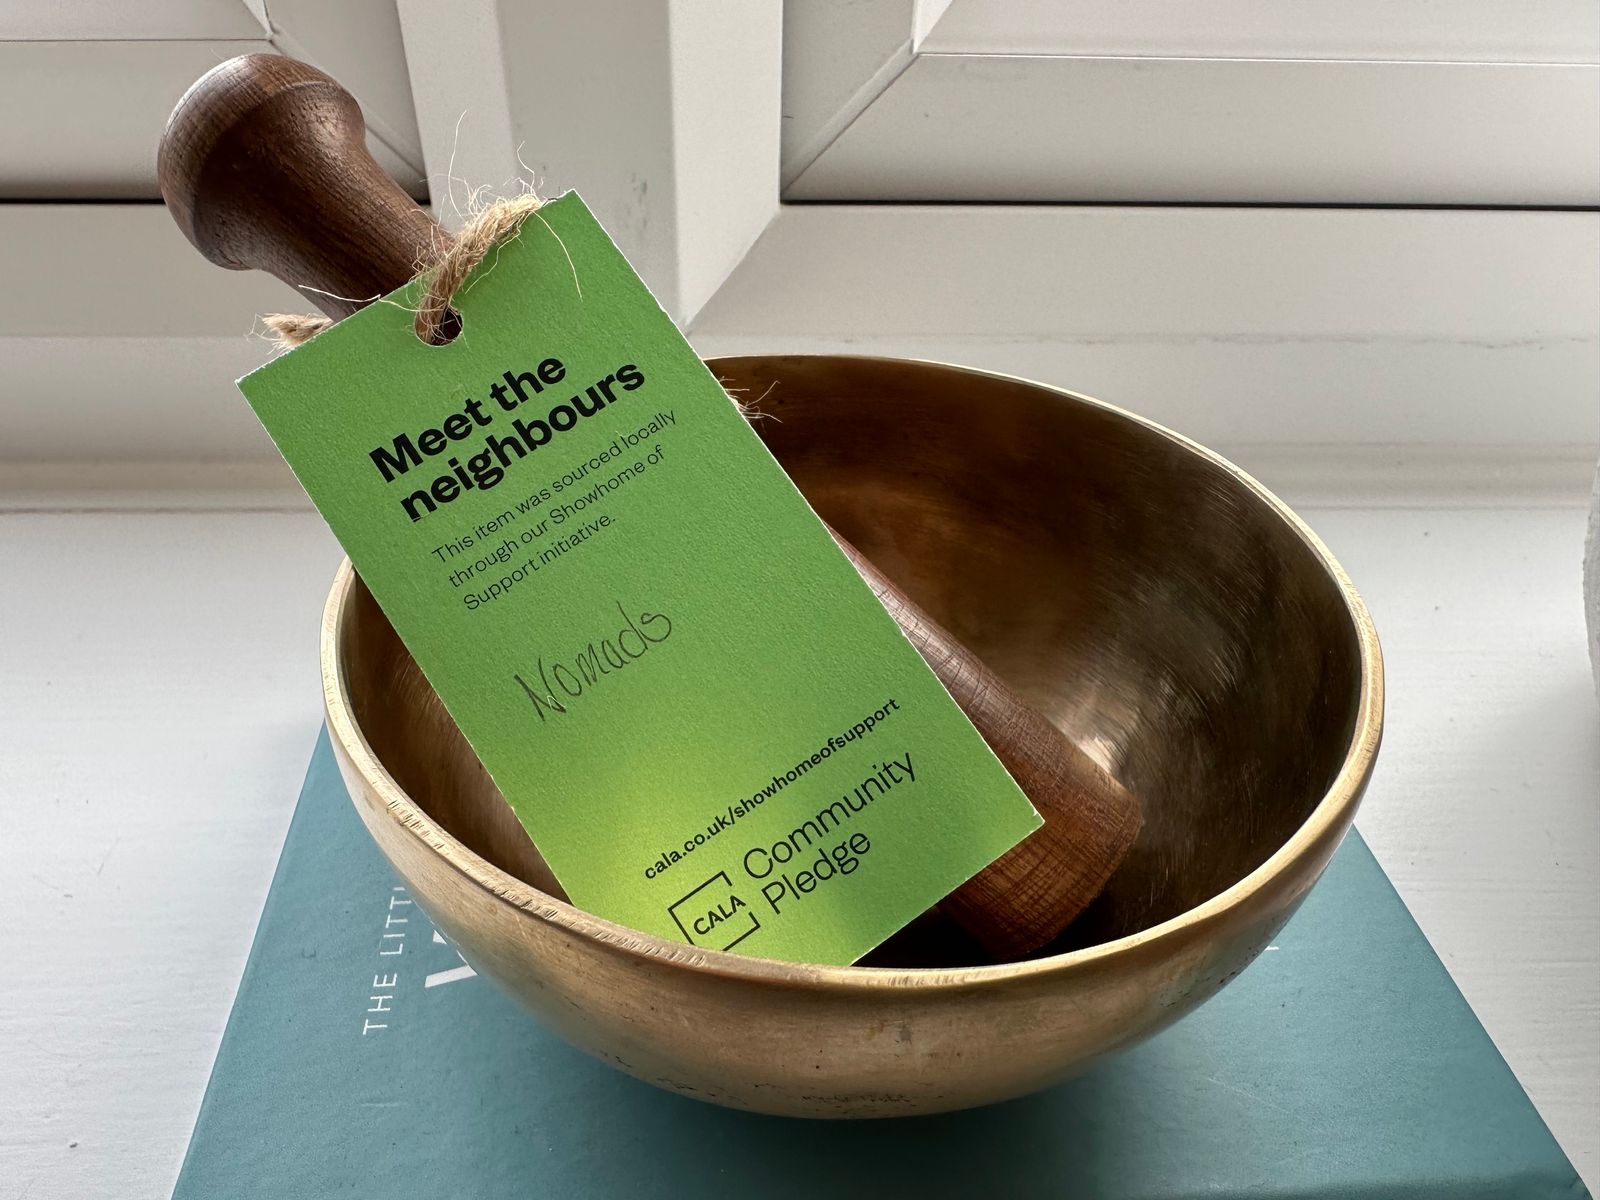 Meet the
neighbours
This item was sourced locally
through our Showhome of
Support initiative.
Nomads
cala.co.uk/showhomeofsupport
CALA
Community
Pledge
THE